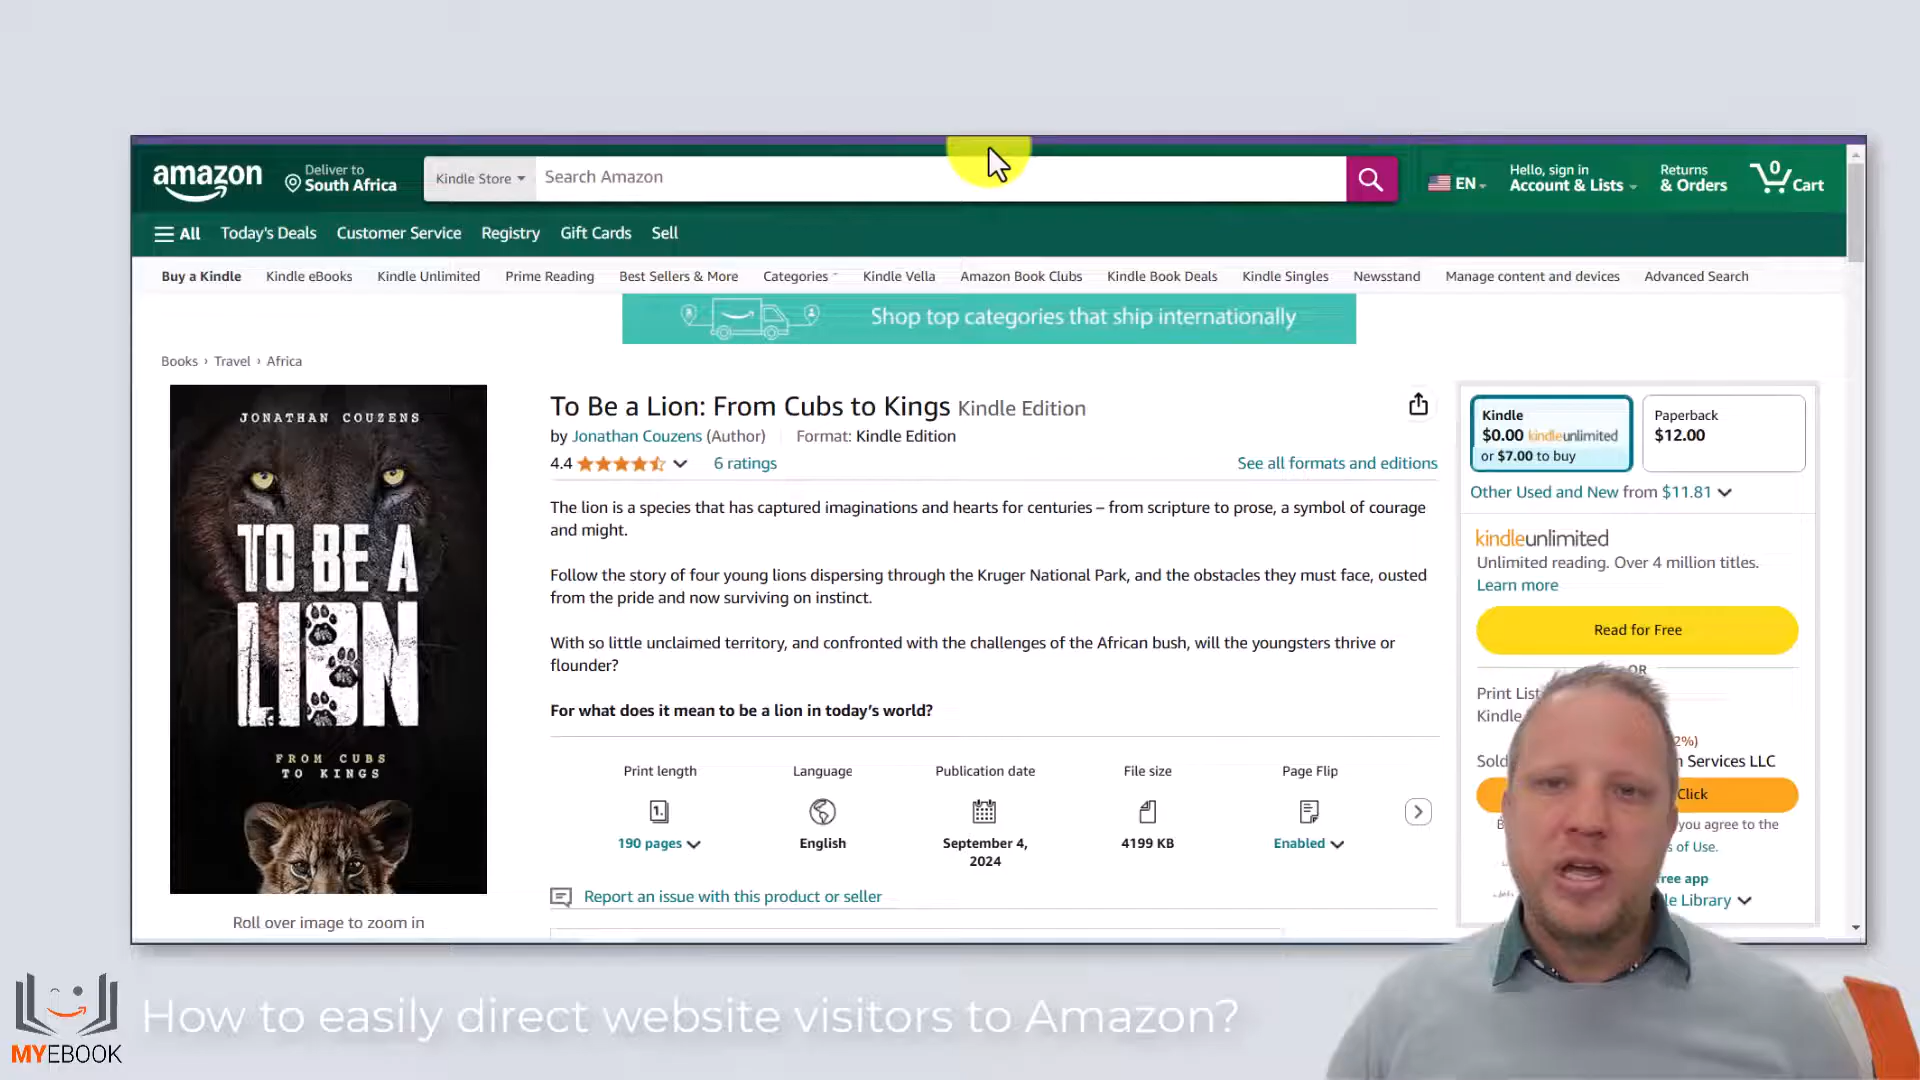 amazon
Deliver to
South Africa
Kindle Store
Search Amazon
EN
Hello, sign in
Account & Lists
Returns
& Orders
0
Cart
All
Today's Deals
Customer Service
Registry
Gift Cards
Sell
Buy a Kindle
Kindle eBooks
Kindle Unlimited
Prime Reading
Best Sellers & More
Categories
Kindle Vella
Amazon Book Clubs
Kindle Book Deals
Kindle Singles
Newsstand
Manage content and devices
Advanced Search
Shop top categories that ship internationally
Books › Travel › Africa
JONATHAN COUZENS
TO BE A
LION
FROM CUBS
TO KINGS
Roll over image to zoom in
To Be a Lion: From Cubs to Kings Kindle Edition
by Jonathan Couzens (Author) Format: Kindle Edition
4.4 6 ratings
See all formats and editions
The lion is a species that has captured imaginations and hearts for centuries – from scripture to prose, a symbol of courage
and might.
Follow the story of four young lions dispersing through the Kruger National Park, and the obstacles they must face, ousted
from the pride and now surviving on instinct.
With so little unclaimed territory, and confronted with the challenges of the African bush, will the youngsters thrive or
flounder?
For what does it mean to be a lion in today's world?
Print length
1.
190 pages
Language
English
Publication date
September 4,
2024
File size
4199 KB
Page Flip
Enabled
Report an issue with this product or seller
Kindle
$0.00 kindleunlimited
or $7.00 to buy
Paperback
$12.00
Other Used and New from $11.81
kindleunlimited
Unlimited reading. Over 4 million titles.
Learn more
Read for Free
OR
Print List
Kindle
2%)
Sold Services LLC
Click
you agree to the
s of Use.
free app
le Library
MYEBOOK
How to easily direct website visitors to Amazon?